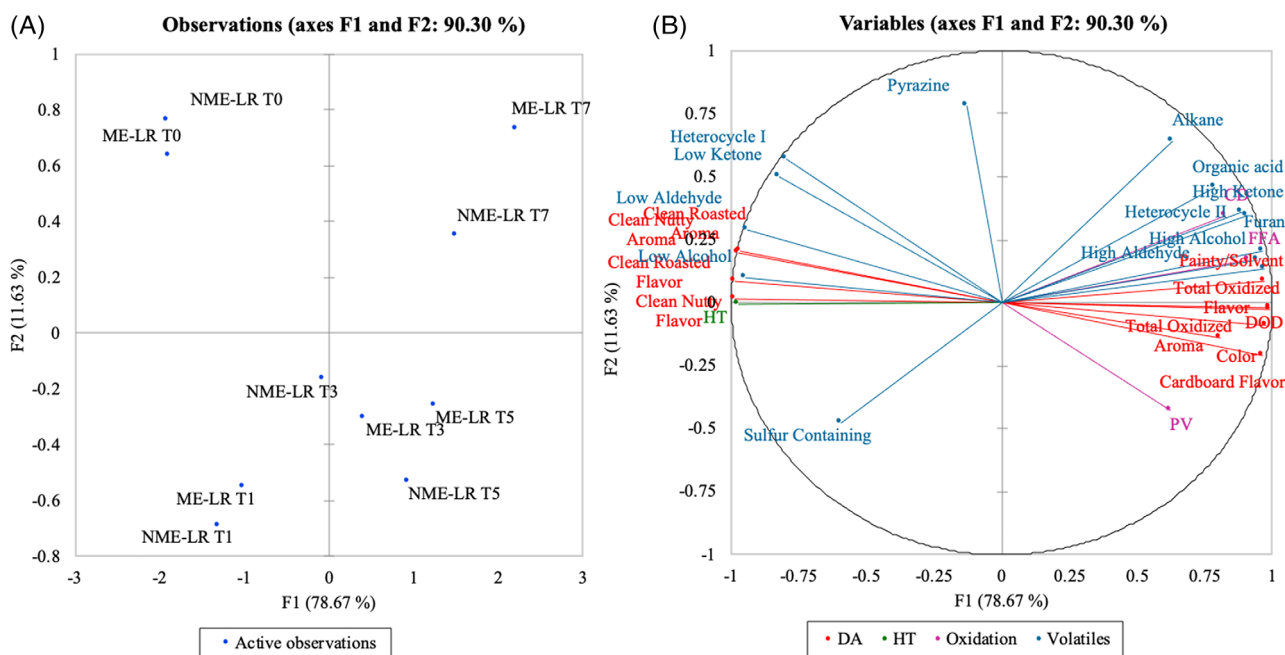 (A)
Observations (axes F1 and F2: 90.30 %)
1
0.8
0.6
0.4
0.2
0
-0.2
-0.4
-0.6
-0.8
F2 (11.63 %)
NME-LR T0
ME-LR T0
ME-LR T7
NME-LR T7
NME-LR T3
ME-LR T3
ME-LR T5
NME-LR T5
ME-LR T1
NME-LR T1
-3
-2
-1
0
1
2
3
F1 (78.67 %)
Active observations
(B)
Variables (axes F1 and F2: 90.30 %)
1
0.75
0.5
0.25
0
-0.25
-0.5
-0.75
-1
F2 (11.63 %)
Pyrazine
Alkane
Heterocycle I
Low Ketone
Organic acid
High Ketone
CD
Low Aldehyde
Heterocycle II
Furan
Clean Roasted
Aroma
Clean Nutty
Aroma
High Alcohol
FFA
High Aldehyde
Low Alcohol
Painty/Solvent
Clean Roasted
Flavor
Total Oxidized
Flavor
Clean Nutty
Flavor
HT
DOD
Total Oxidized
Aroma
Color
Cardboard Flavor
PV
Sulfur Containing
-1
-0.75
-0.5
-0.25
0
0.25
0.5
0.75
1
F1 (78.67 %)
DA
HT
Oxidation
Volatiles